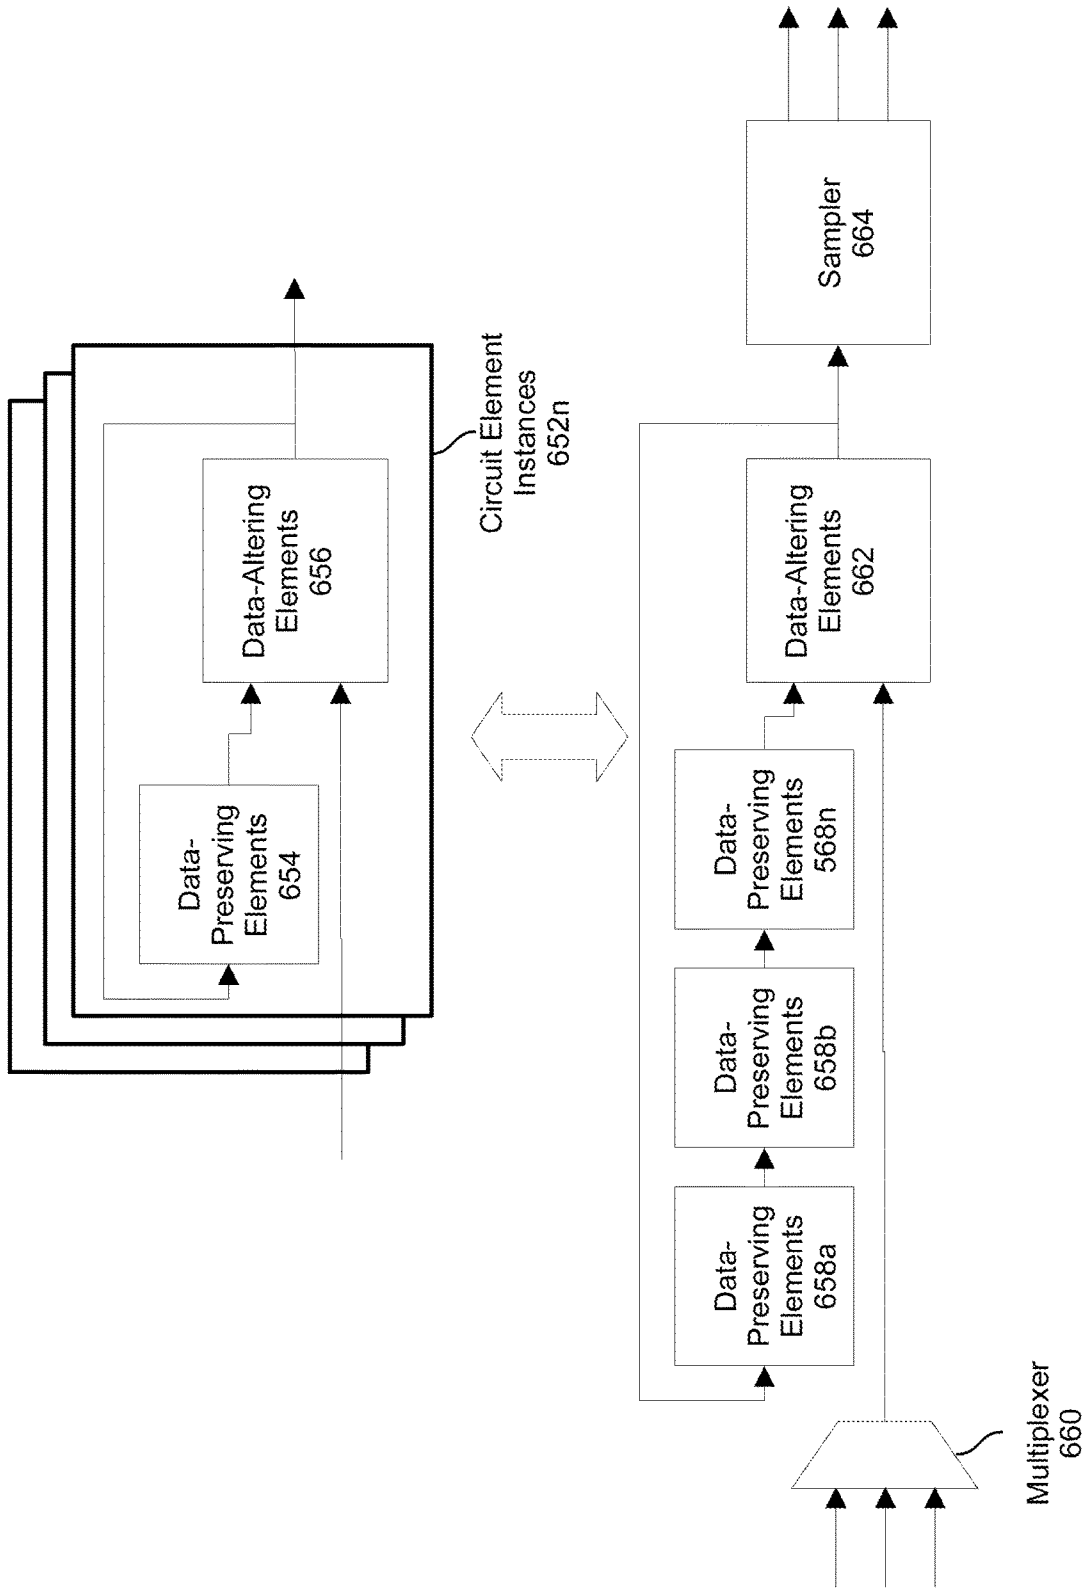 Data-
Preserving
Elements
654
Data-Altering
Elements
656
Circuit Element
Instances
652n
Multiplexer
660
Data-
Preserving
Elements
658a
Data-
Preserving
Elements
658b
Data-
Preserving
Elements
568n
Data-Altering
Elements
662
Sampler
664